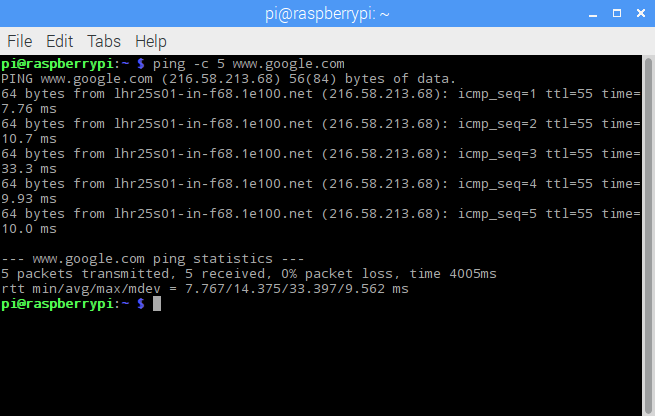 pi@raspberrypi: ~
File Edit Tabs Help
pi@raspberrypi:~ $ ping -c 5 www.google.com
PING www.google.com (216.58.213.68) 56(84) bytes of data.
64 bytes from lhr25s01-in-f68.1e100.net (216.58.213.68): icmp_seq=1 ttl=55 time=
7.76 ms
64 bytes from lhr25s01-in-f68.1e100.net (216.58.213.68): icmp_seq=2 ttl=55 time=
10.7 ms
64 bytes from lhr25s01-in-f68.1e100.net (216.58.213.68): icmp_seq=3 ttl=55 time=
33.3 ms
64 bytes from lhr25s01-in-f68.1e100.net (216.58.213.68): icmp_seq=4 ttl=55 time=
9.93 ms
64 bytes from lhr25s01-in-f68.1e100.net (216.58.213.68): icmp_seq=5 ttl=55 time=
10.0 ms
--- www.google.com ping statistics ---
5 packets transmitted, 5 received, 0% packet loss, time 4005ms
rtt min/avg/max/mdev = 7.767/14.375/33.397/9.562 ms
pi@raspberrypi:~ $